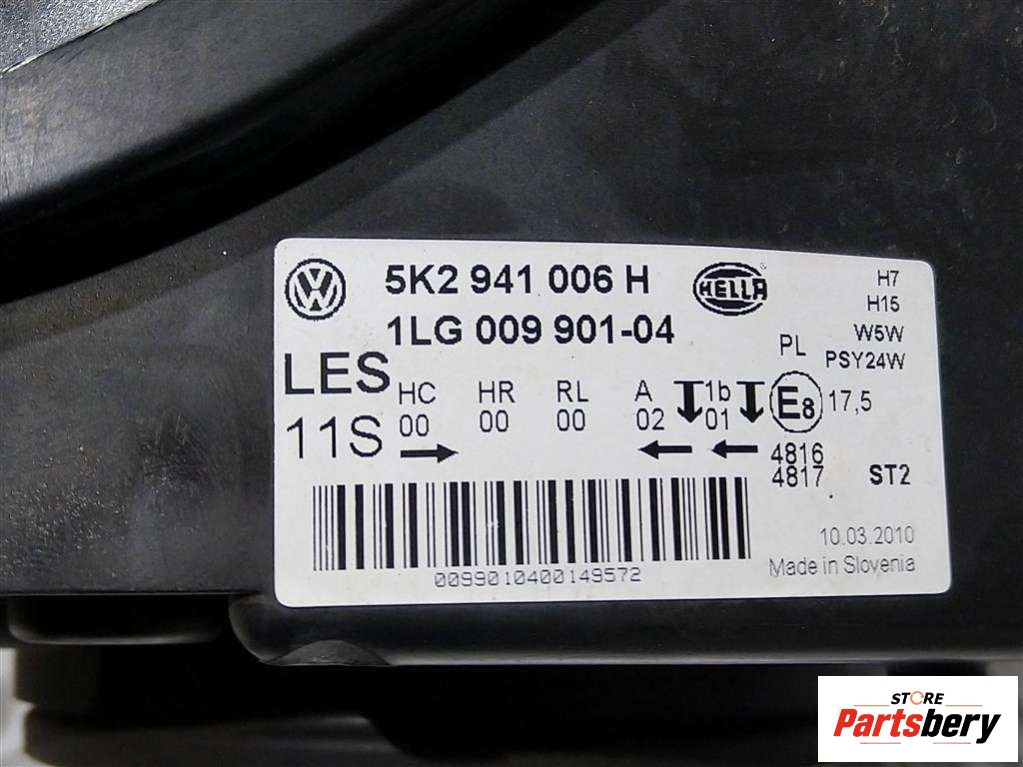 5K2 941 006 H
HELLA
H7
H15
1LG 009 901-04
W5W
PL
PSY24W
LES
HC HR RL A 1b
E8 17,5
11S
00 00 00 02 01
4816
4817 ST2
10.03.2010
Made in Slovenia
00990104001​49572
STORE
Partsbery